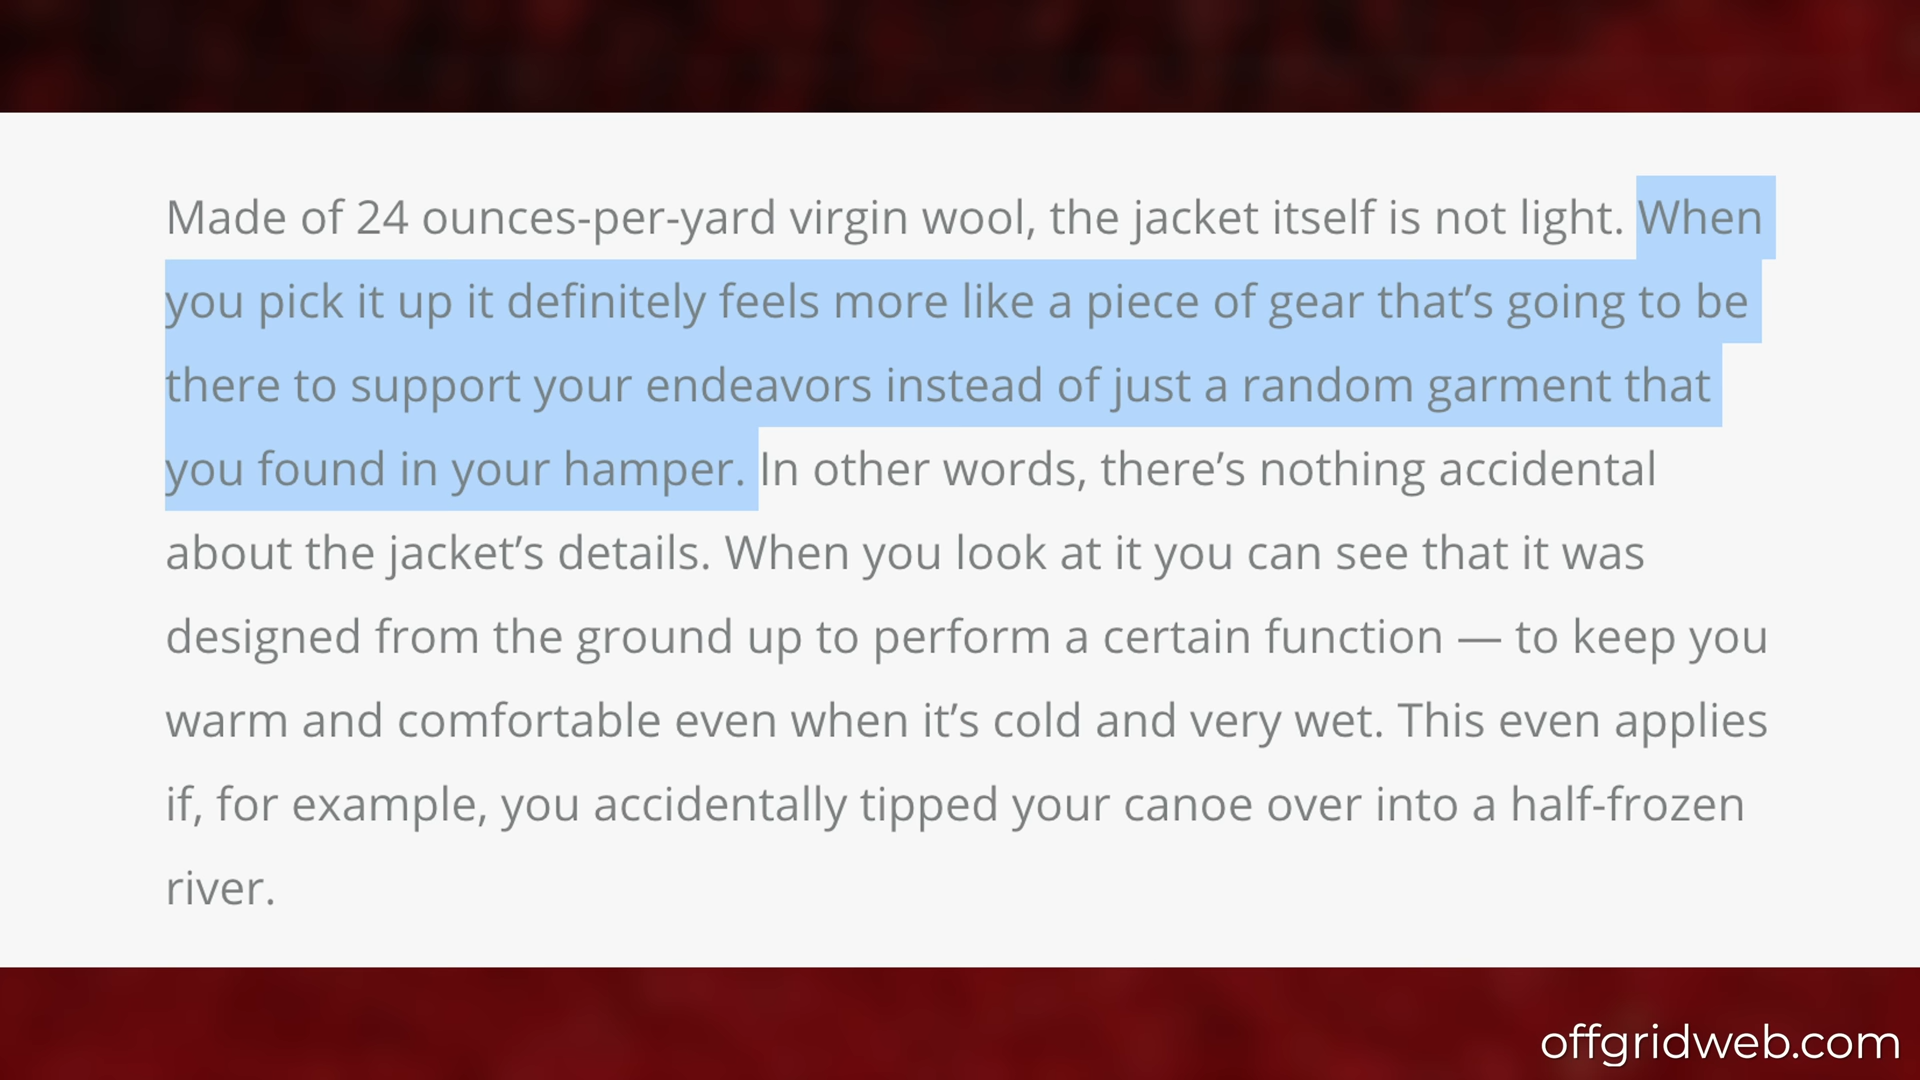 Made of 24 ounces-per-yard virgin wool, the jacket itself is not light. When
you pick it up it definitely feels more like a piece of gear that’s going to be
there to support your endeavors instead of just a random garment that
you found in your hamper. In other words, there’s nothing accidental
about the jacket’s details. When you look at it you can see that it was
designed from the ground up to perform a certain function — to keep you
warm and comfortable even when it’s cold and very wet. This even applies
if, for example, you accidentally tipped your canoe over into a half-frozen
river.
offgridweb.com